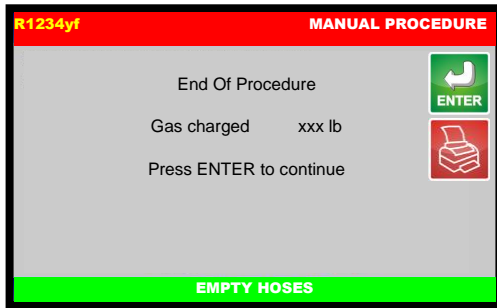 R1234yf MANUAL PROCEDURE
End Of Procedure
ENTER
Gas charged xxx lb
Press ENTER to continue
EMPTY HOSES